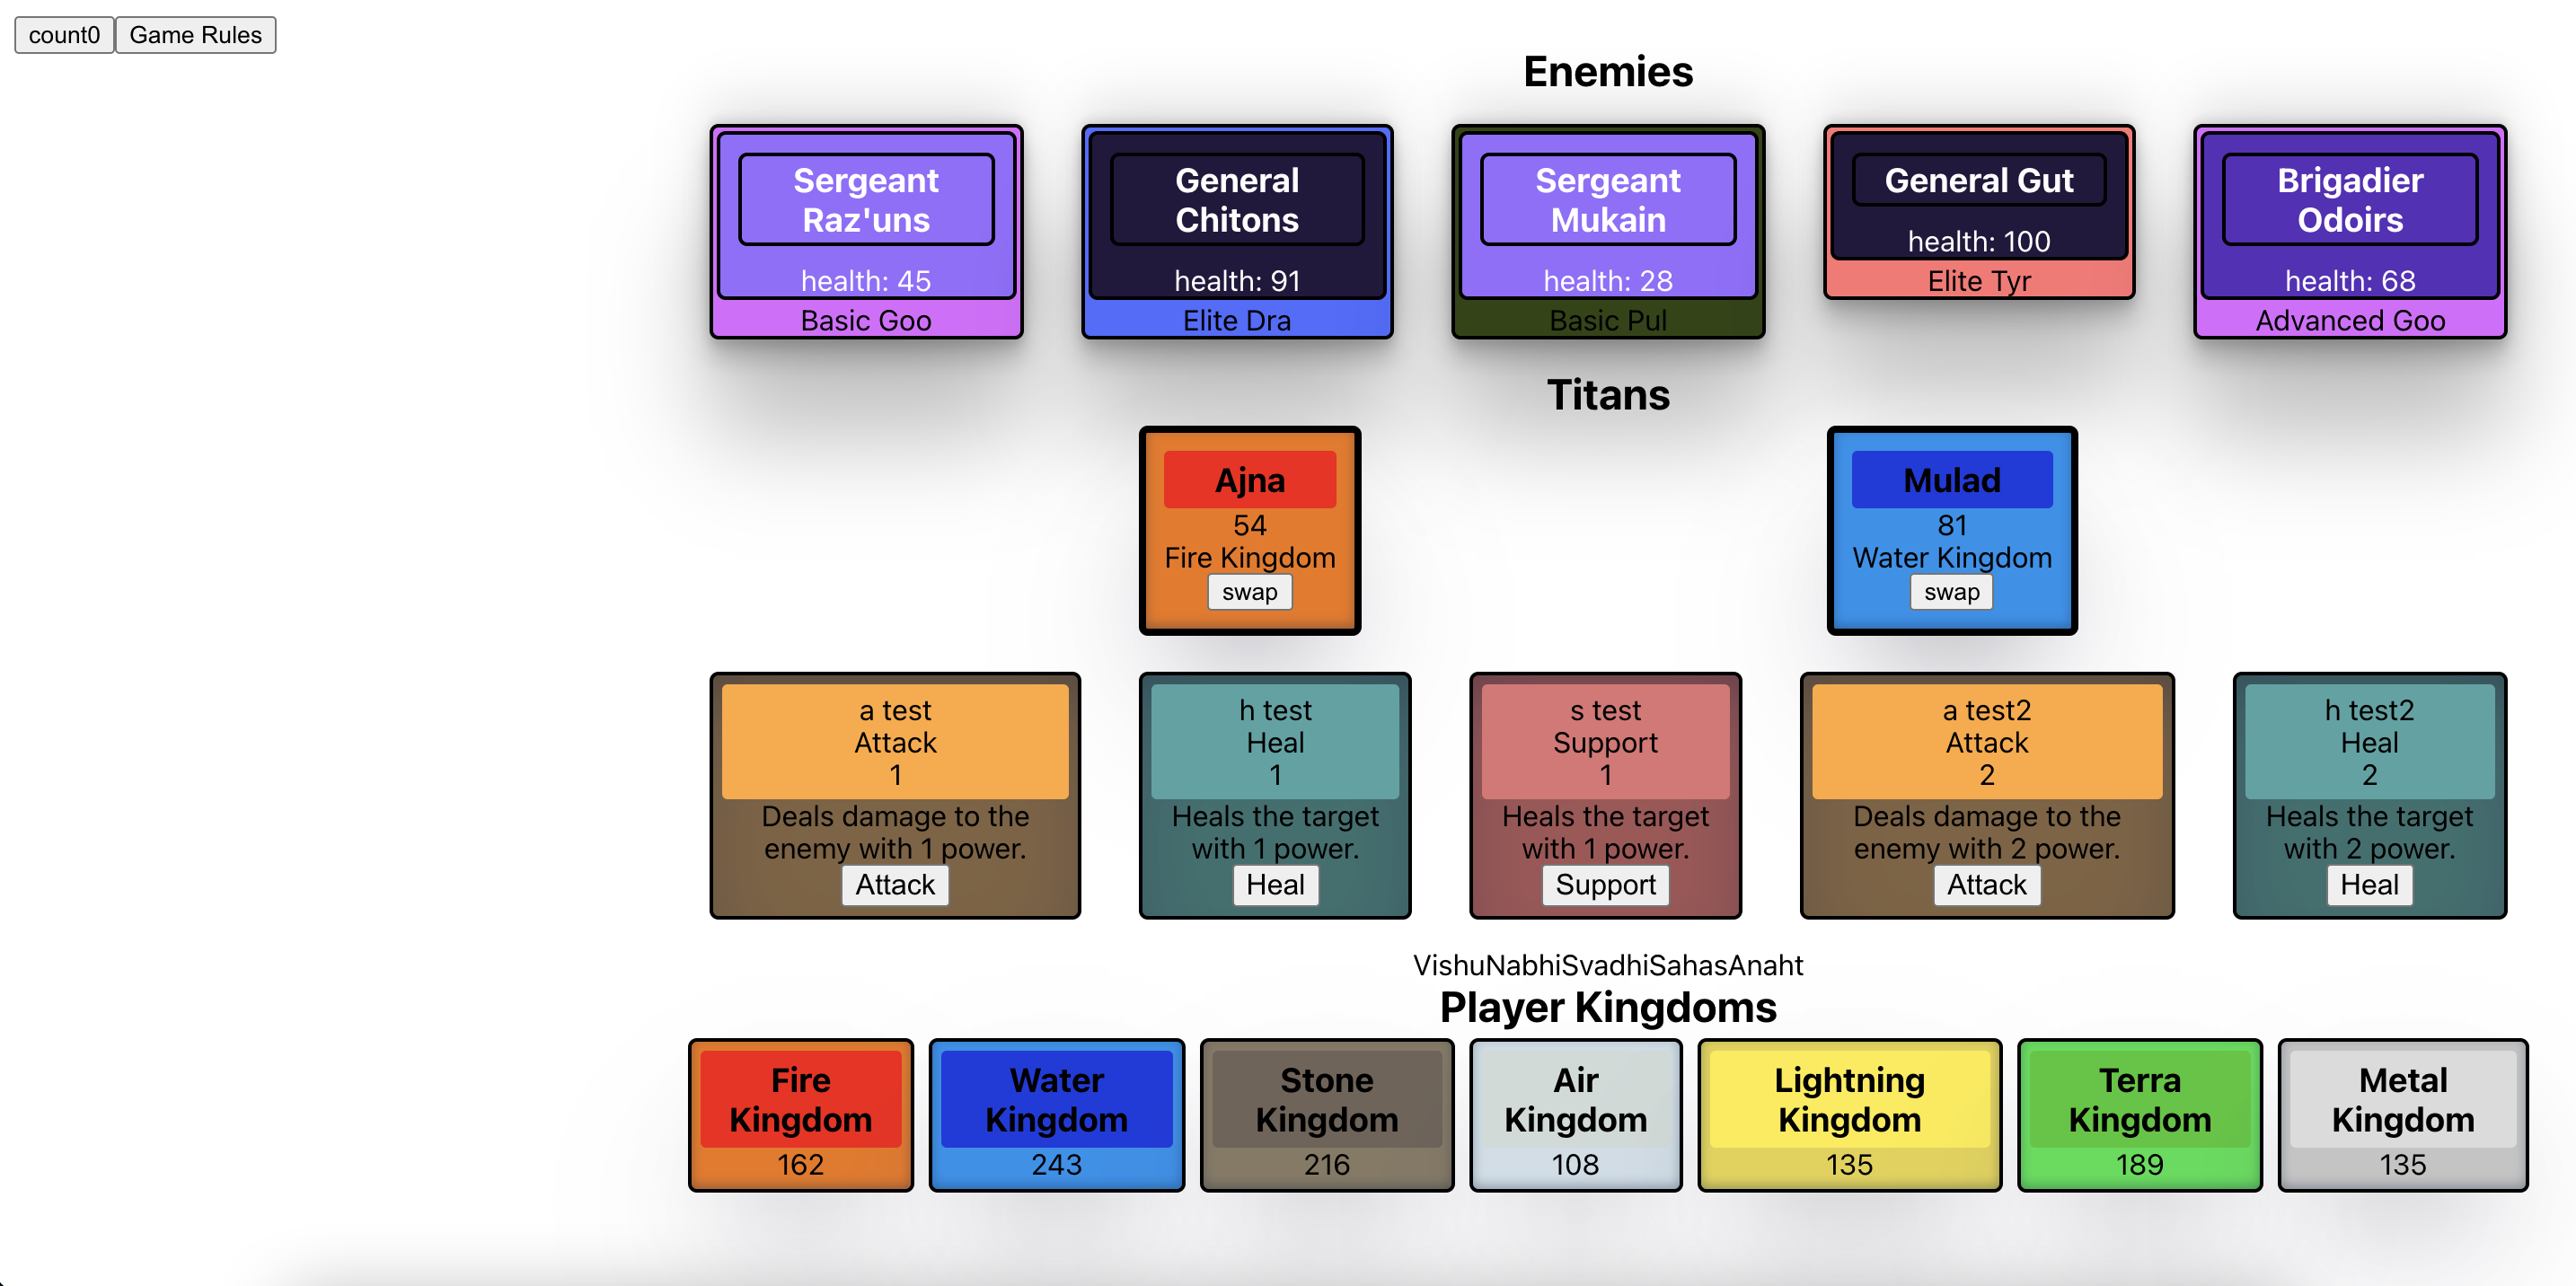 count0 Game Rules
Enemies
Sergeant
Raz'uns
health: 45
Basic Goo
General
Chitons
health: 91
Elite Dra
Sergeant
Mukain
health: 28
Basic Pul
General Gut
health: 100
Elite Tyr
Brigadier
Odoirs
health: 68
Advanced Goo
Titans
Ajna
54
Fire Kingdom
swap
Mulad
81
Water Kingdom
swap
a test
Attack
1
Deals damage to the
enemy with 1 power.
Attack
h test
Heal
1
Heals the target
with 1 power.
Heal
s test
Support
1
Heals the target
with 1 power.
Support
a test2
Attack
2
Deals damage to the
enemy with 2 power.
Attack
h test2
Heal
2
Heals the target
with 2 power.
Heal
VishuNabhiSvadhiSahasAnaht
Player Kingdoms
Fire
Kingdom
162
Water
Kingdom
243
Stone
Kingdom
216
Air
Kingdom
108
Lightning
Kingdom
135
Terra
Kingdom
189
Metal
Kingdom
135